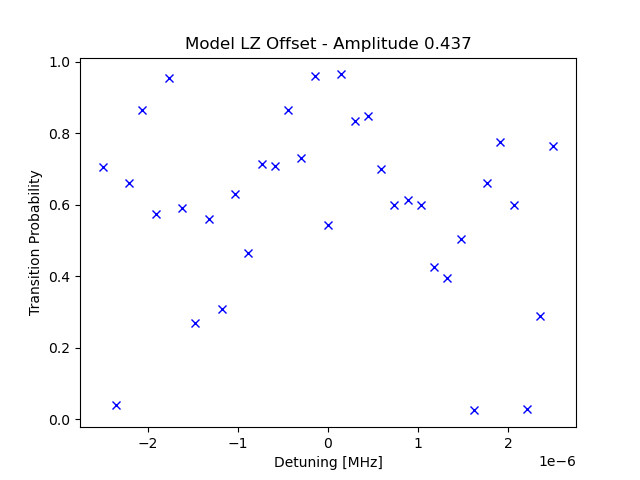 Model LZ Offset - Amplitude 0.437
Transition Probability
1.0
0.8
0.6
0.4
0.2
0.0
−2 −1 0 1 2
1e−6
Detuning [MHz]